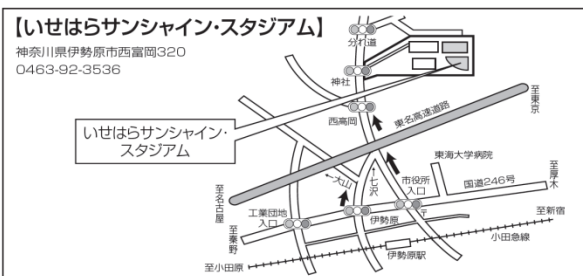 【いせはらサンシャイン・スタジアム】
神奈川県伊勢原市西富岡320
0463-92-3536
分れ道
神社
西高岡
東名高速道路
至東京
いせはらサンシャイン・
スタジアム
東海大学病院
至厚木
←大山
←七沢
市役所
入口
国道246号
至名古屋
工業団地
入口
伊勢原
〒
至新宿
至秦野
小田急線
伊勢原駅
至小田原